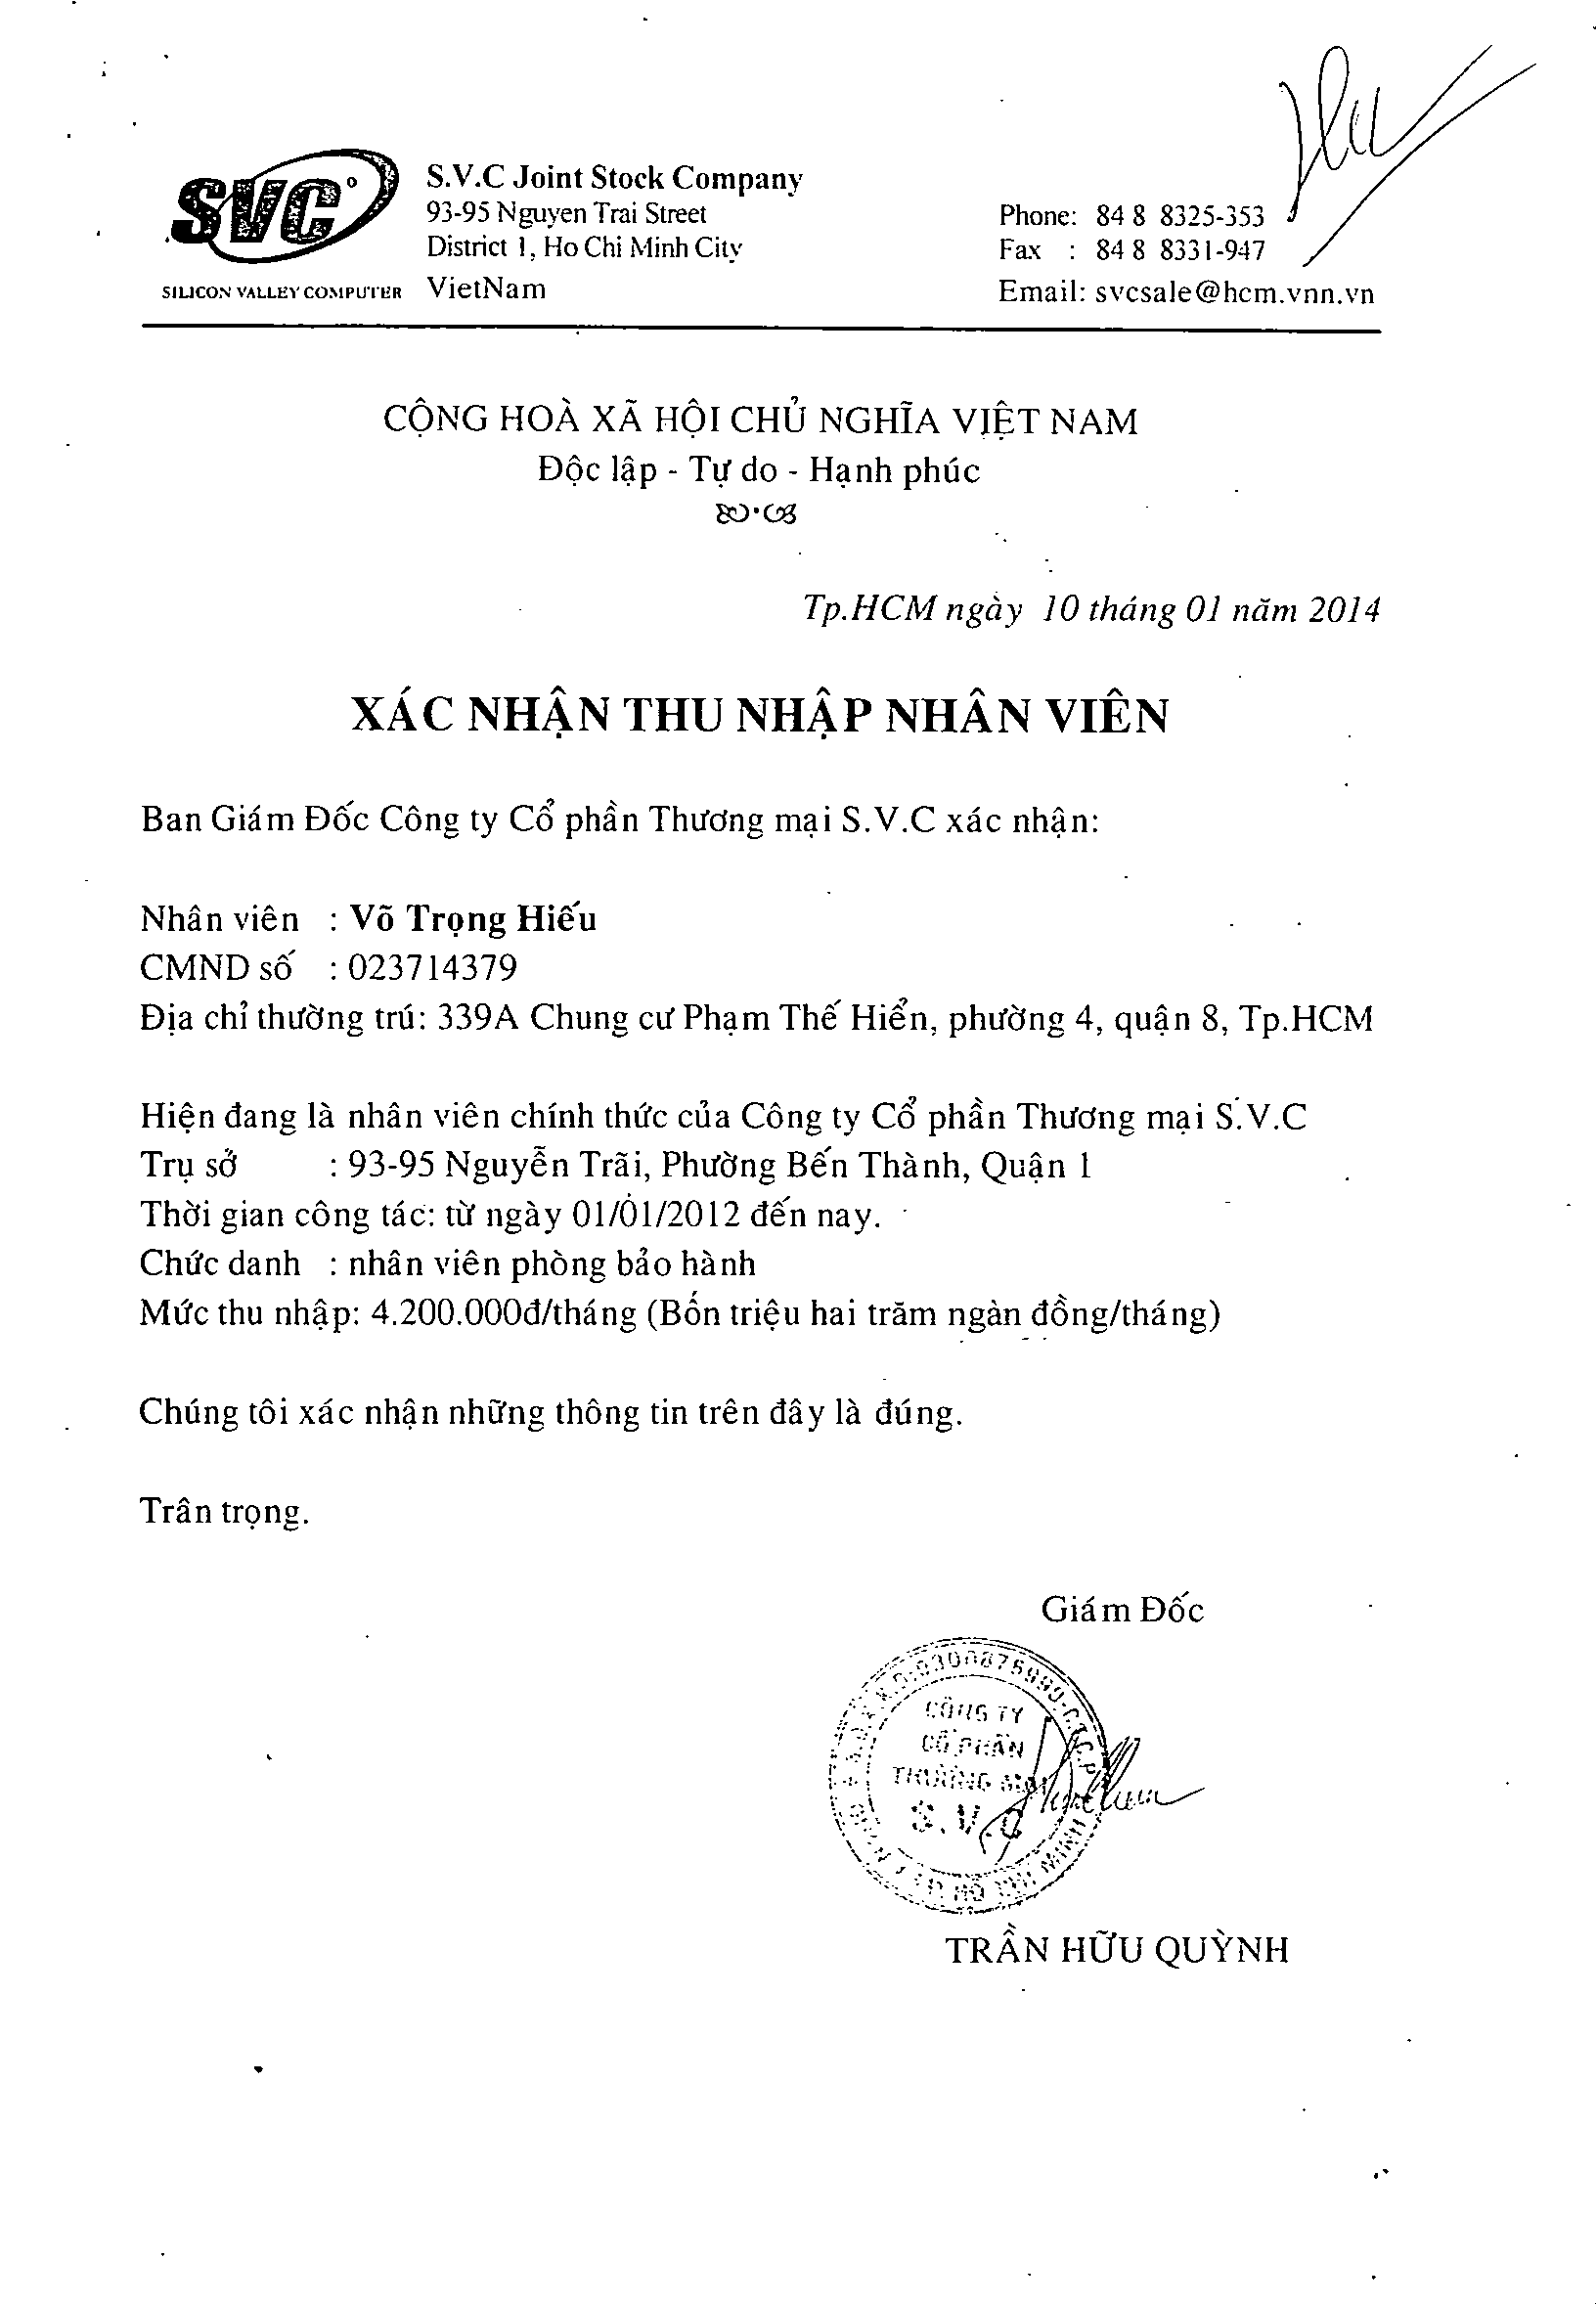 SVC
SILICON VALLEY COMPUTER
S.V.C Joint Stock Company
93-95 Nguyen Trai Street
District 1, Ho Chi Minh City
VietNam
Phone: 84 8 8325-353
Fax : 84 8 8331-947
Email: svcsale@hcm.vnn.vn
CỘNG HOÀ XÃ HỘI CHỦ NGHĨA VIỆT NAM
Độc lập - Tự do - Hạnh phúc
Tp.HCM ngày 10 tháng 01 năm 2014
XÁC NHẬN THU NHẬP NHÂN VIÊN
Ban Giám Đốc Công ty Cổ phần Thương mại S.V.C xác nhận:
Nhân viên : Võ Trọng Hiếu
CMND số : 023714379
Địa chỉ thường trú: 339A Chung cư Phạm Thế Hiển, phường 4, quận 8, Tp.HCM
Hiện đang là nhân viên chính thức của Công ty Cổ phần Thương mại S.V.C
Trụ sở : 93-95 Nguyễn Trãi, Phường Bến Thành, Quận 1
Thời gian công tác: từ ngày 01/01/2012 đến nay.
Chức danh : nhân viên phòng bảo hành
Mức thu nhập: 4.200.000đ/tháng (Bốn triệu hai trăm ngàn đồng/tháng)
Chúng tôi xác nhận những thông tin trên đây là đúng.
Trân trọng.
Giám Đốc
CÔNG TY
CỔ PHẦN
THƯƠNG MẠI
S.V.C
TRẦN HỮU QUỲNH